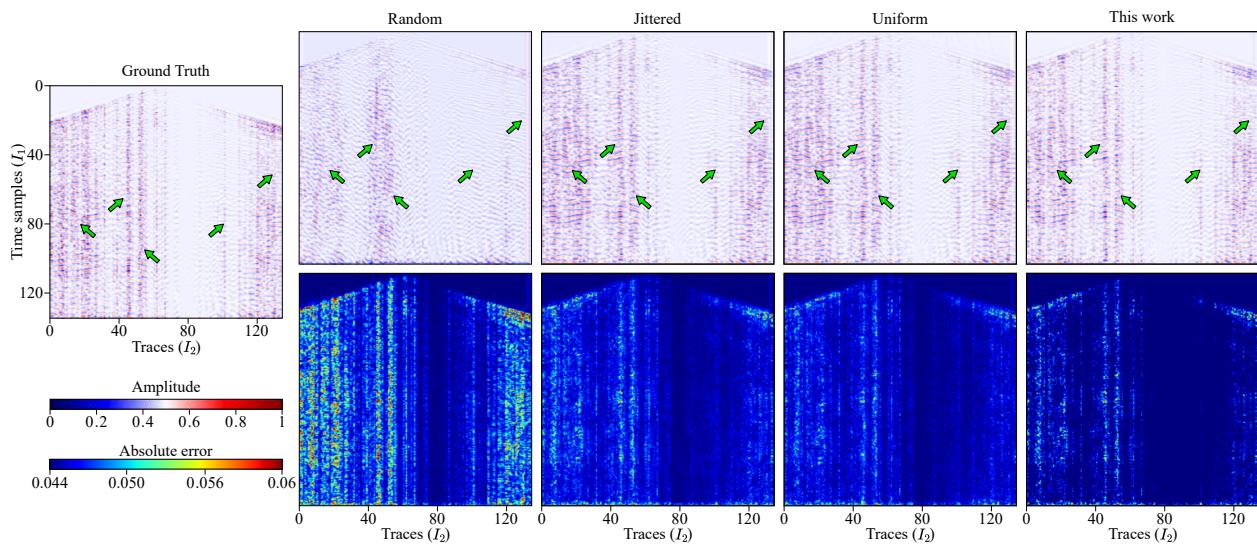 Random
Jittered
Uniform
This work
Ground Truth
0
40
80
120
Time samples (I₁)
0
40
80
120
Traces (I₂)
Amplitude
0
0.2
0.4
0.6
0.8
1
Absolute error
0.044
0.050
0.056
0.06
0
40
80
120
Traces (I₂)
0
40
80
120
Traces (I₂)
0
40
80
120
Traces (I₂)
0
40
80
120
Traces (I₂)